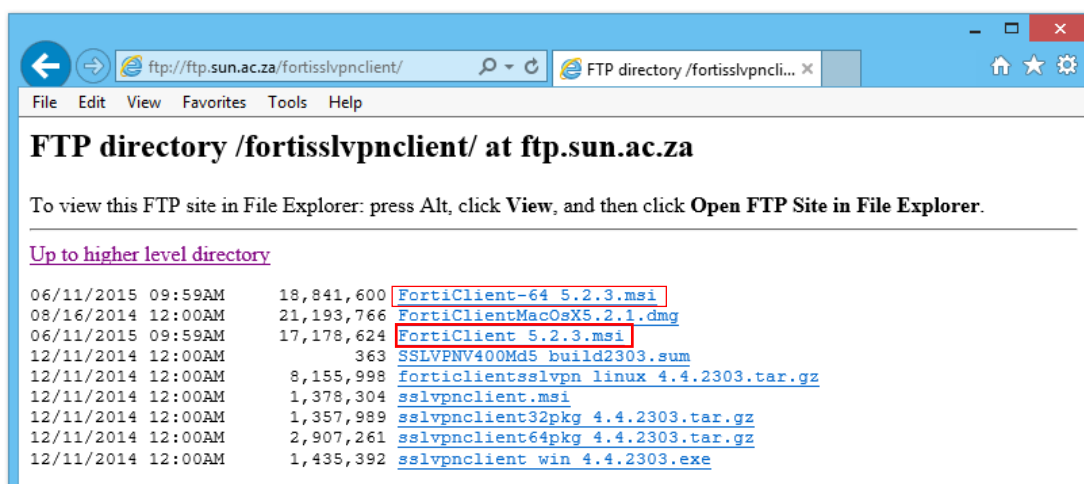 ftp://ftp.sun.ac.za/fortisslvpnclient/
FTP directory /fortisslvpncli...
File Edit View Favorites Tools Help
FTP directory /fortisslvpnclient/ at ftp.sun.ac.za
To view this FTP site in File Explorer: press Alt, click View, and then click Open FTP Site in File Explorer.
Up to higher level directory
06/11/2015 09:59AM 18,841,600 FortiClient-64 5.2.3.msi
08/16/2014 12:00AM 21,193,766 FortiClientMacOsX5.2.1.dmg
06/11/2015 09:59AM 17,178,624 FortiClient 5.2.3.msi
12/11/2014 12:00AM 363 SSLVPNV400Md5 build2303.sum
12/11/2014 12:00AM 8,155,998 forticlientsslvpn linux 4.4.2303.tar.gz
12/11/2014 12:00AM 1,378,304 sslvpnclient.msi
12/11/2014 12:00AM 1,357,989 sslvpnclient32pkg 4.4.2303.tar.gz
12/11/2014 12:00AM 2,907,261 sslvpnclient64pkg 4.4.2303.tar.gz
12/11/2014 12:00AM 1,435,392 sslvpnclient win 4.4.2303.exe